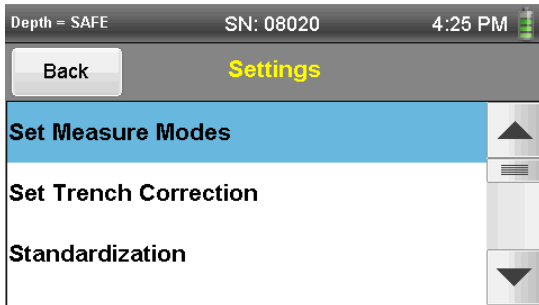 Depth = SAFE SN: 08020 4:25 PM
Back Settings
Set Measure Modes
Set Trench Correction
Standardization